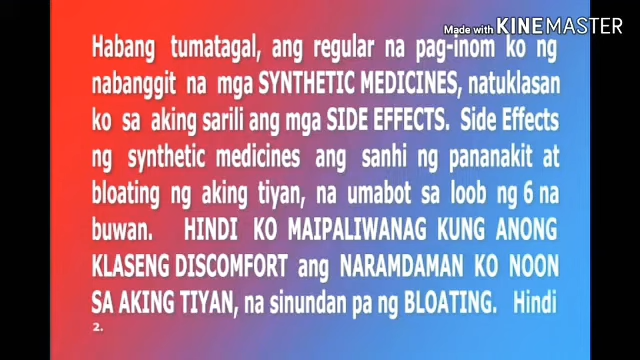 Made with KINEMASTER
Habang tumatagal, ang regular na pag-inom ko ng
nabanggit na mga SYNTHETIC MEDICINES, natuklasan
ko sa aking sarili ang mga SIDE EFFECTS. Side Effects
ng synthetic medicines ang sanhi ng pananakit at
bloating ng aking tiyan, na umabot sa loob ng 6 na
buwan. HINDI KO MAIPALIWANAG KUNG ANONG
KLASENG DISCOMFORT ang NARAMDAMAN KO NOON
SA AKING TIYAN, na sinundan pa ng BLOATING. Hindi
2.